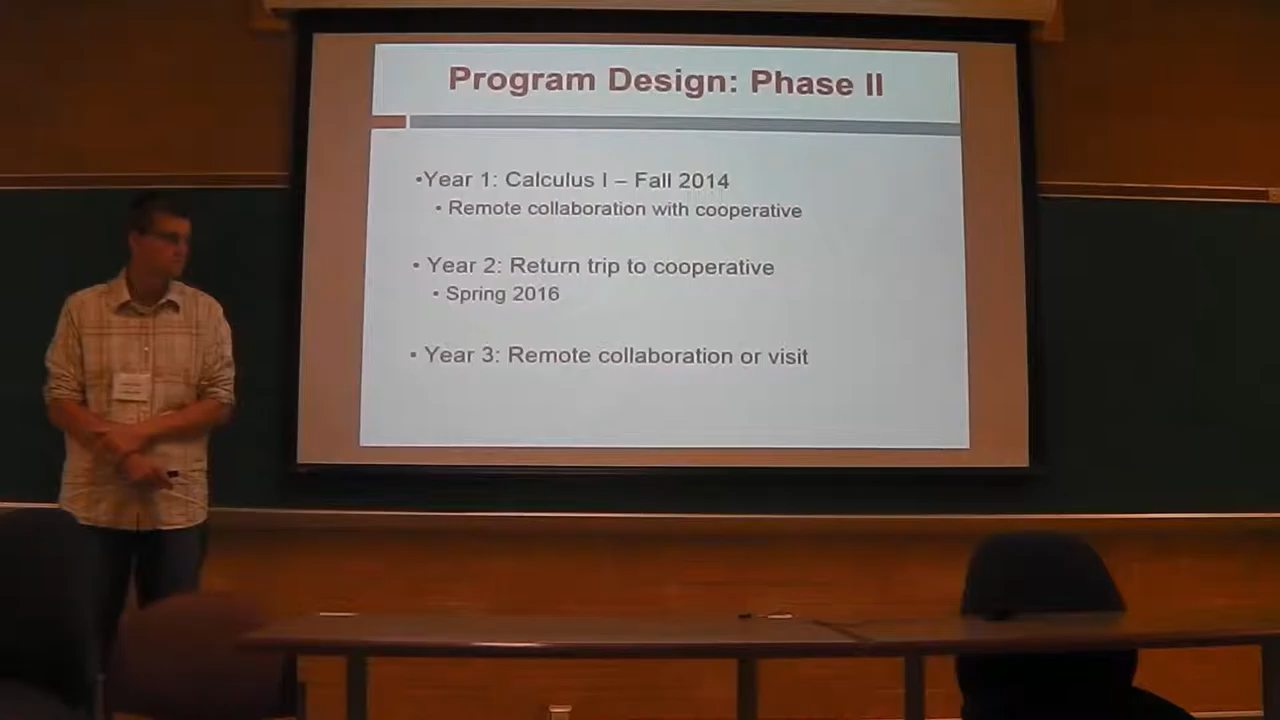 Program Design: Phase II
•Year 1: Calculus I – Fall 2014
• Remote collaboration with cooperative
• Year 2: Return trip to cooperative
• Spring 2016
• Year 3: Remote collaboration or visit